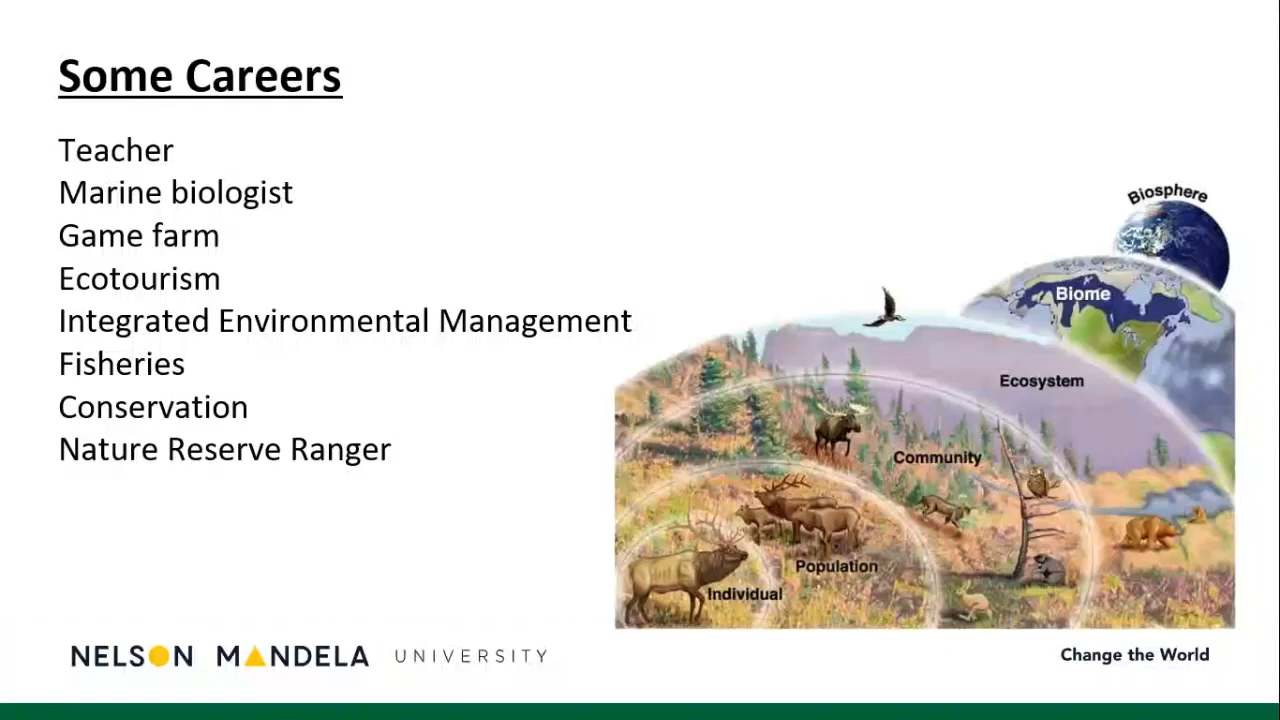 Some Careers
Teacher
Marine biologist
Game farm
Ecotourism
Integrated Environmental Management
Fisheries
Conservation
Nature Reserve Ranger
Biosphere
Biome
Ecosystem
Community
Population
Individual
NELSON MANDELA UNIVERSITY
Change the World